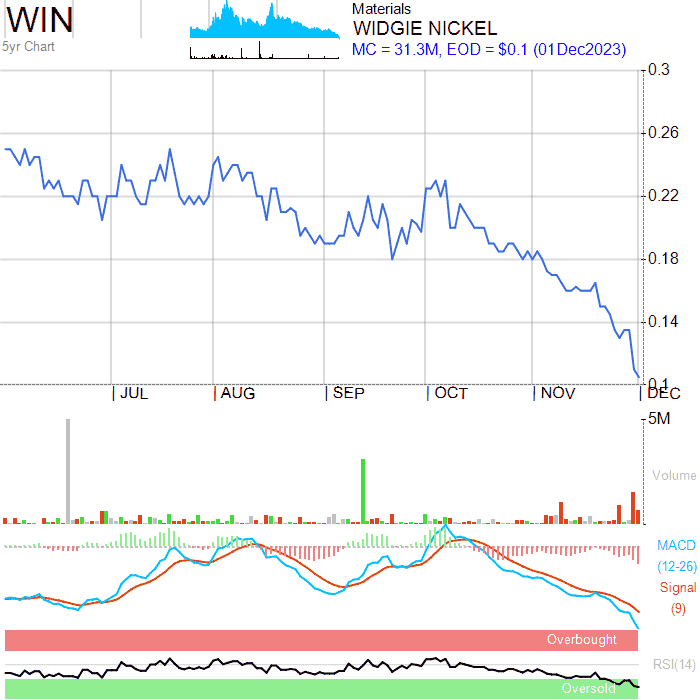 WIN
5yr Chart
Materials
WIDGIE NICKEL
MC = 31.3M, EOD = $0.1 (01Dec2023)
0.3
0.26
0.22
0.18
0.14
0.1
JUL
AUG
SEP
OCT
NOV
DEC
5M
Volume
MACD
(12-26)
Signal
(9)
Overbought
RSI(14)
Oversold